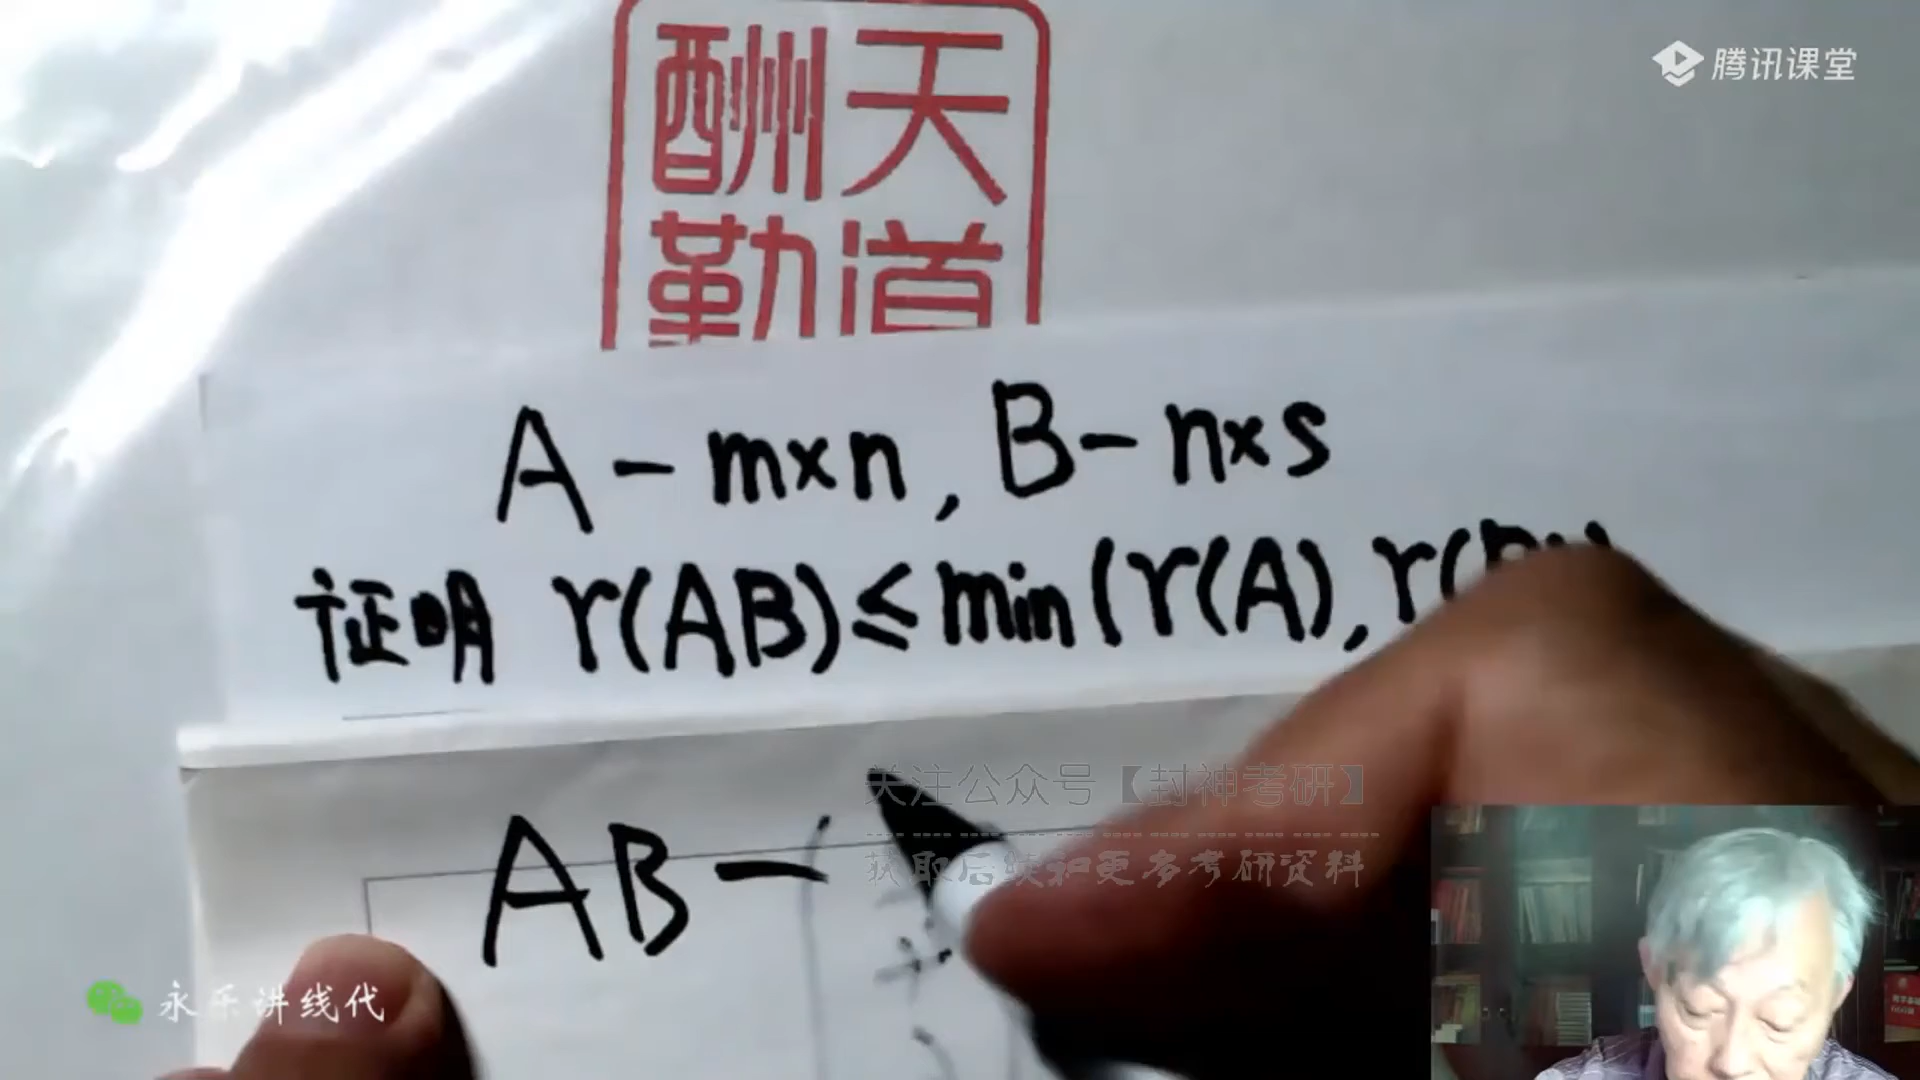 腾讯课堂
天道
酬勤
A-m×n, B-n×s
证明 r(AB)≤min(r(A), r(
关注公众号【封神考研】
获取后续和更多考研资料
AB-
永乐讲线代